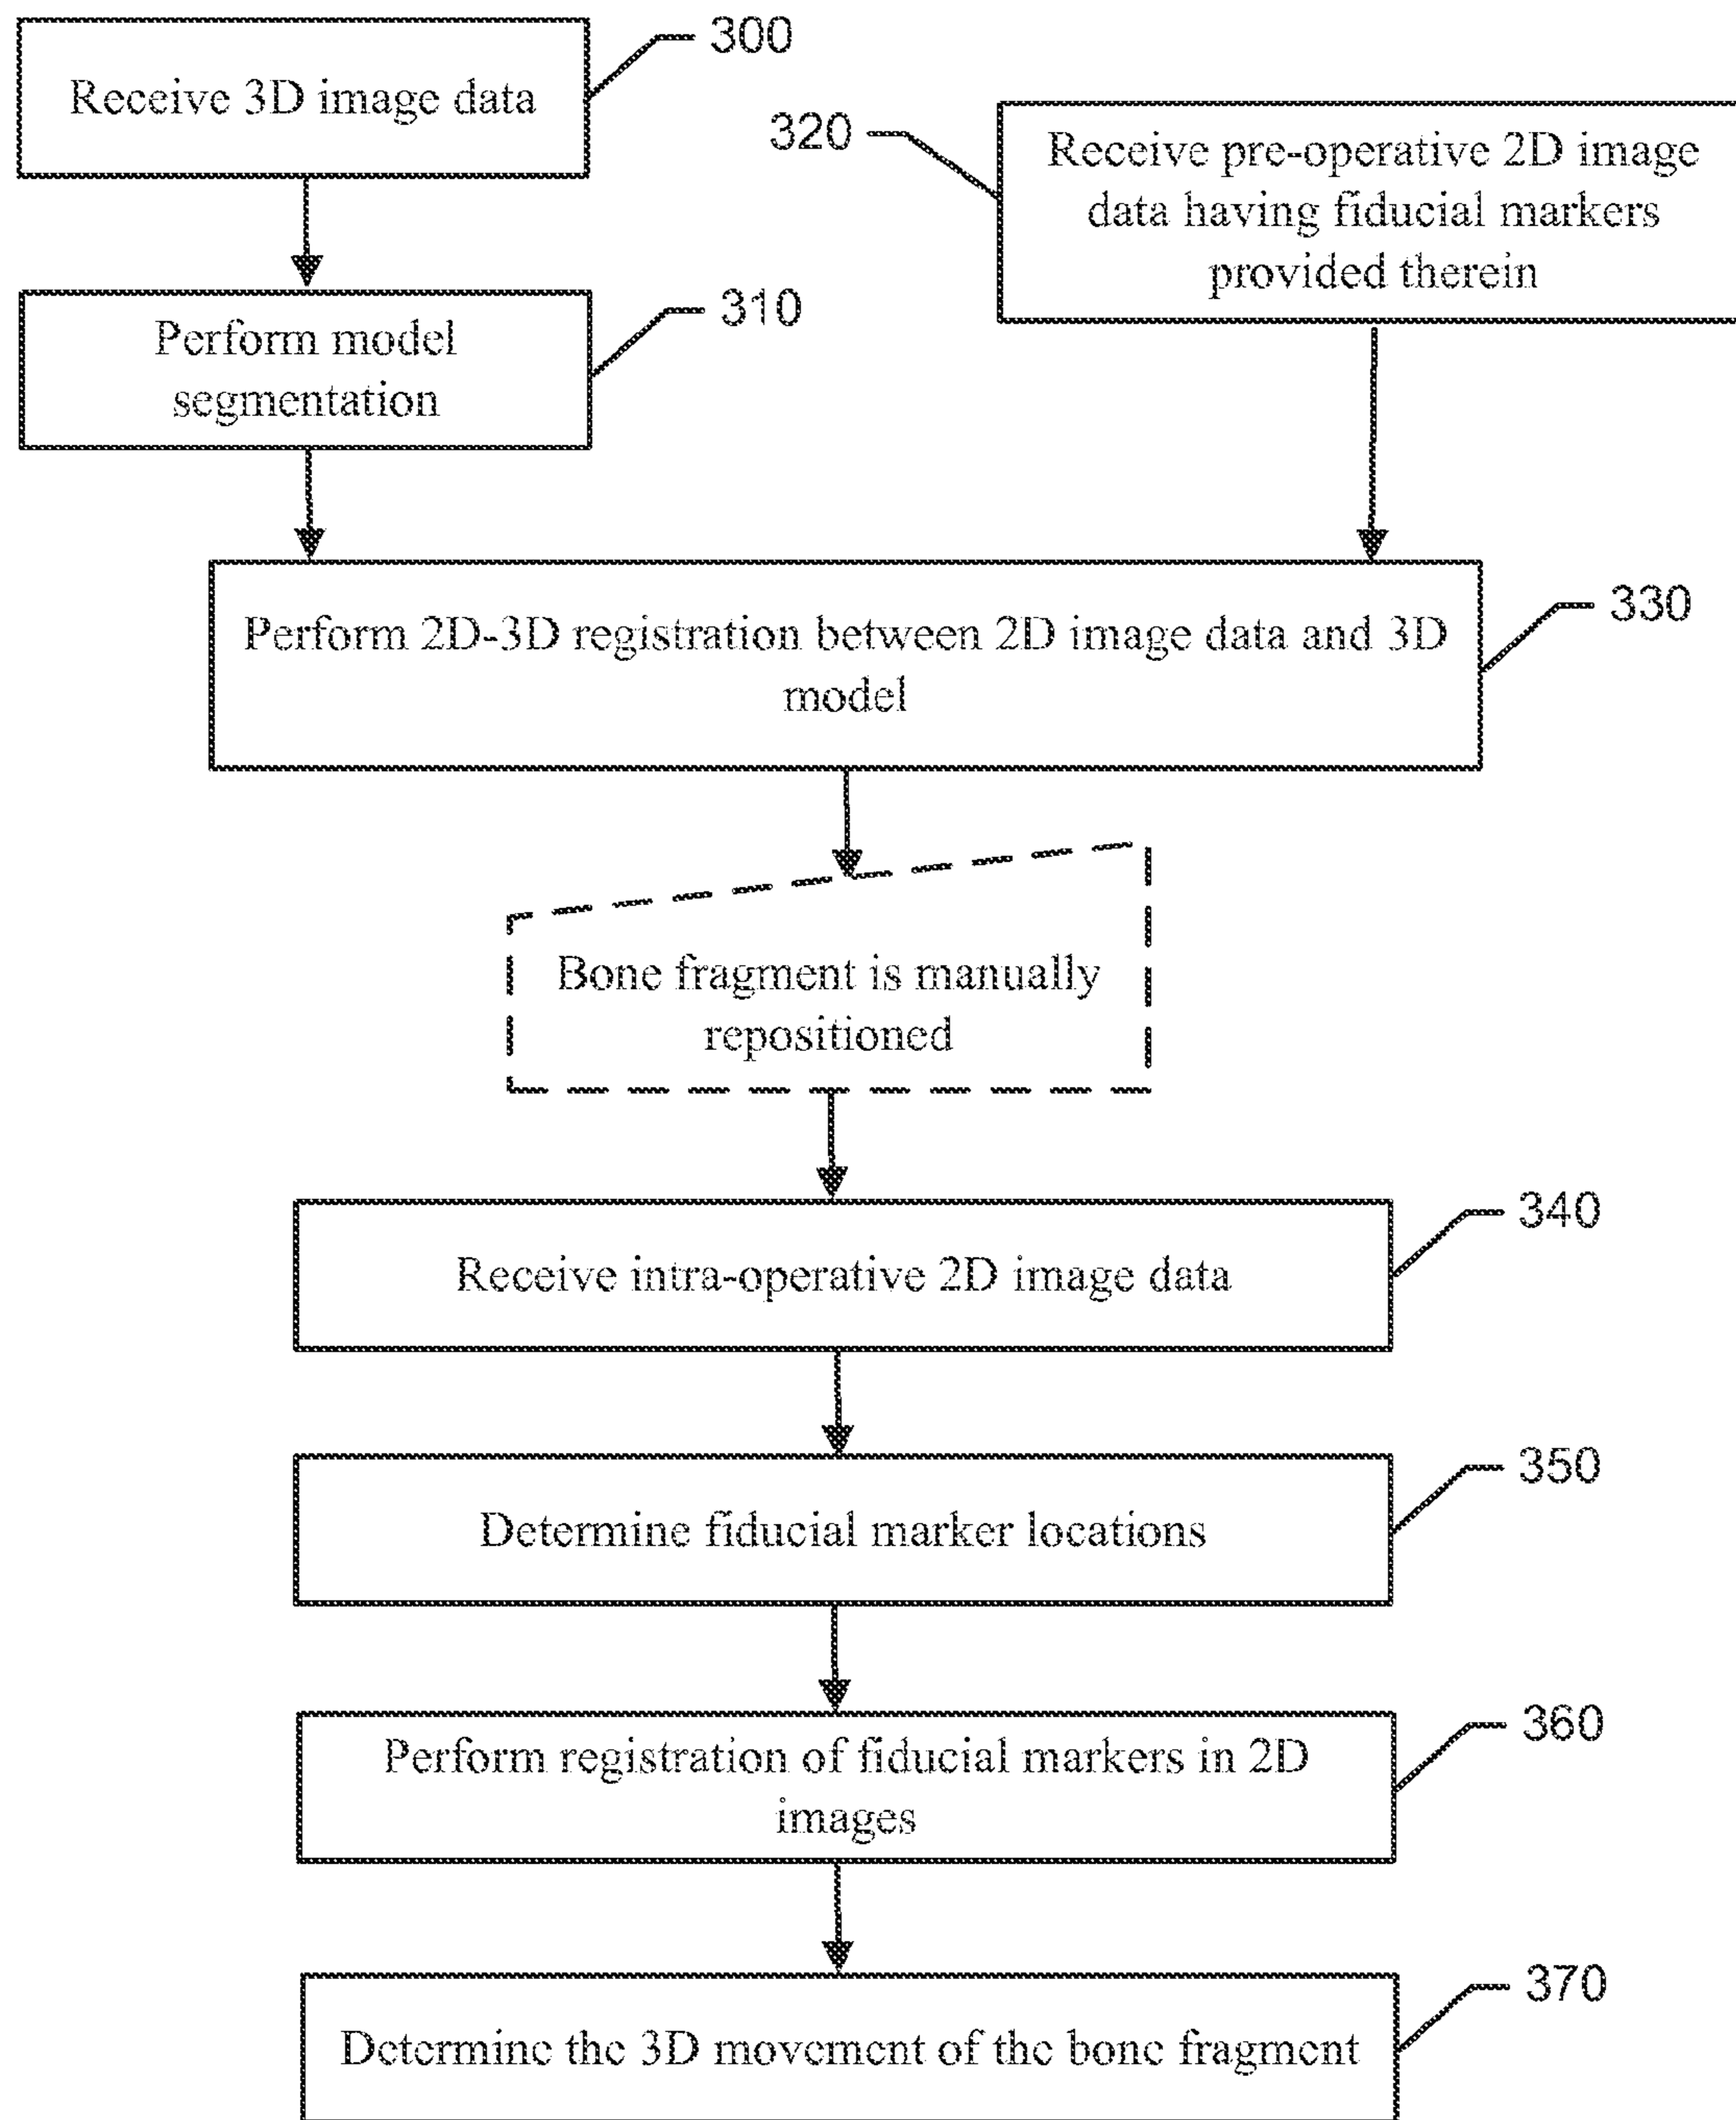 300
Receive 3D image data
320
Receive pre-operative 2D image
data having fiducial markers
provided therein
310
Perform model
segmentation
330
Perform 2D-3D registration between 2D image data and 3D
model
Bone fragment is manually
repositioned
340
Receive intra-operative 2D image data
350
Determine fiducial marker locations
360
Perform registration of fiducial markers in 2D
images
370
Determine the 3D movement of the bone fragment